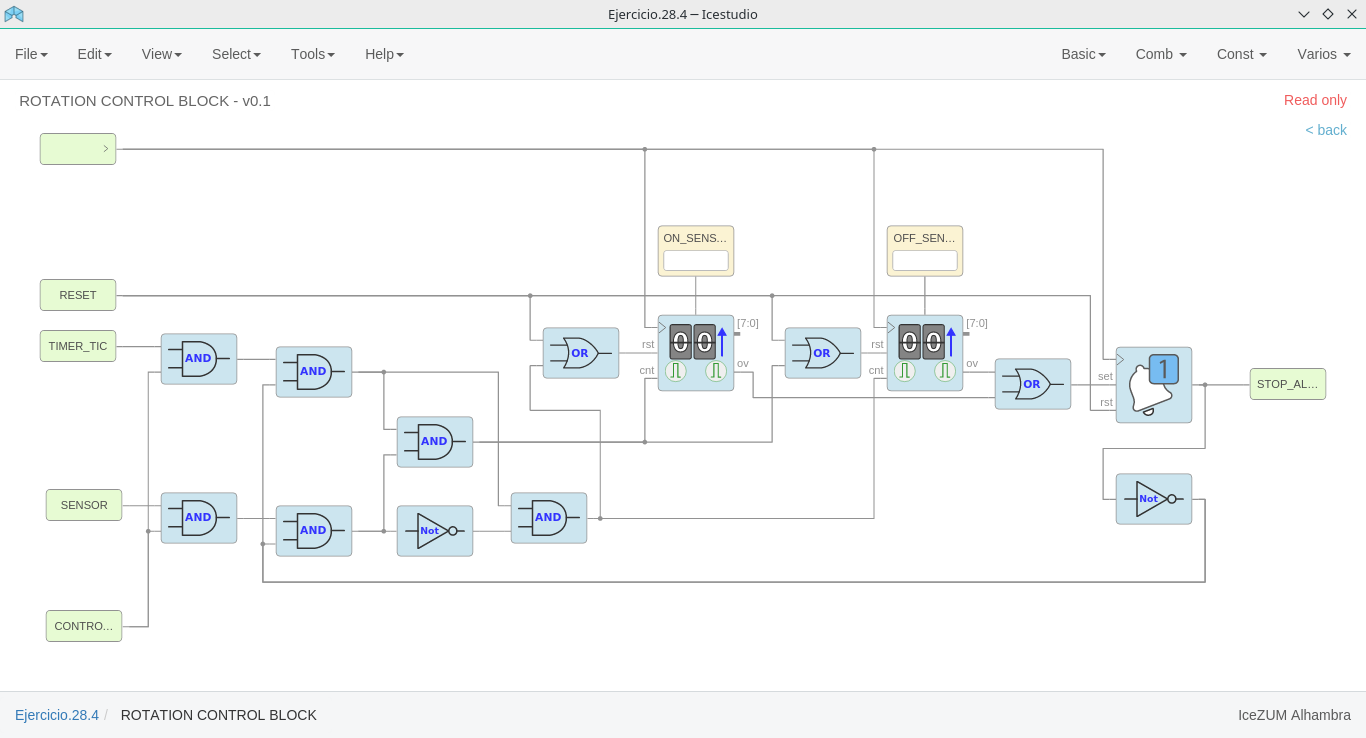 Ejercicio.28.4 – Icestudio
File Edit View Select Tools Help Basic Comb Const Varios
ROTATION CONTROL BLOCK - v0.1
Read only
< back
ON_SENS...
OFF_SEN...
RESET
TIMER_TIC
AND
AND
OR
rst
cnt
00
[7:0]
ov
OR
rst
cnt
00
[7:0]
ov
OR
set
rst
1
STOP_AL...
AND
SENSOR
AND
AND
Not
AND
Not
CONTRO...
Ejercicio.28.4 / ROTATION CONTROL BLOCK
IceZUM Alhambra